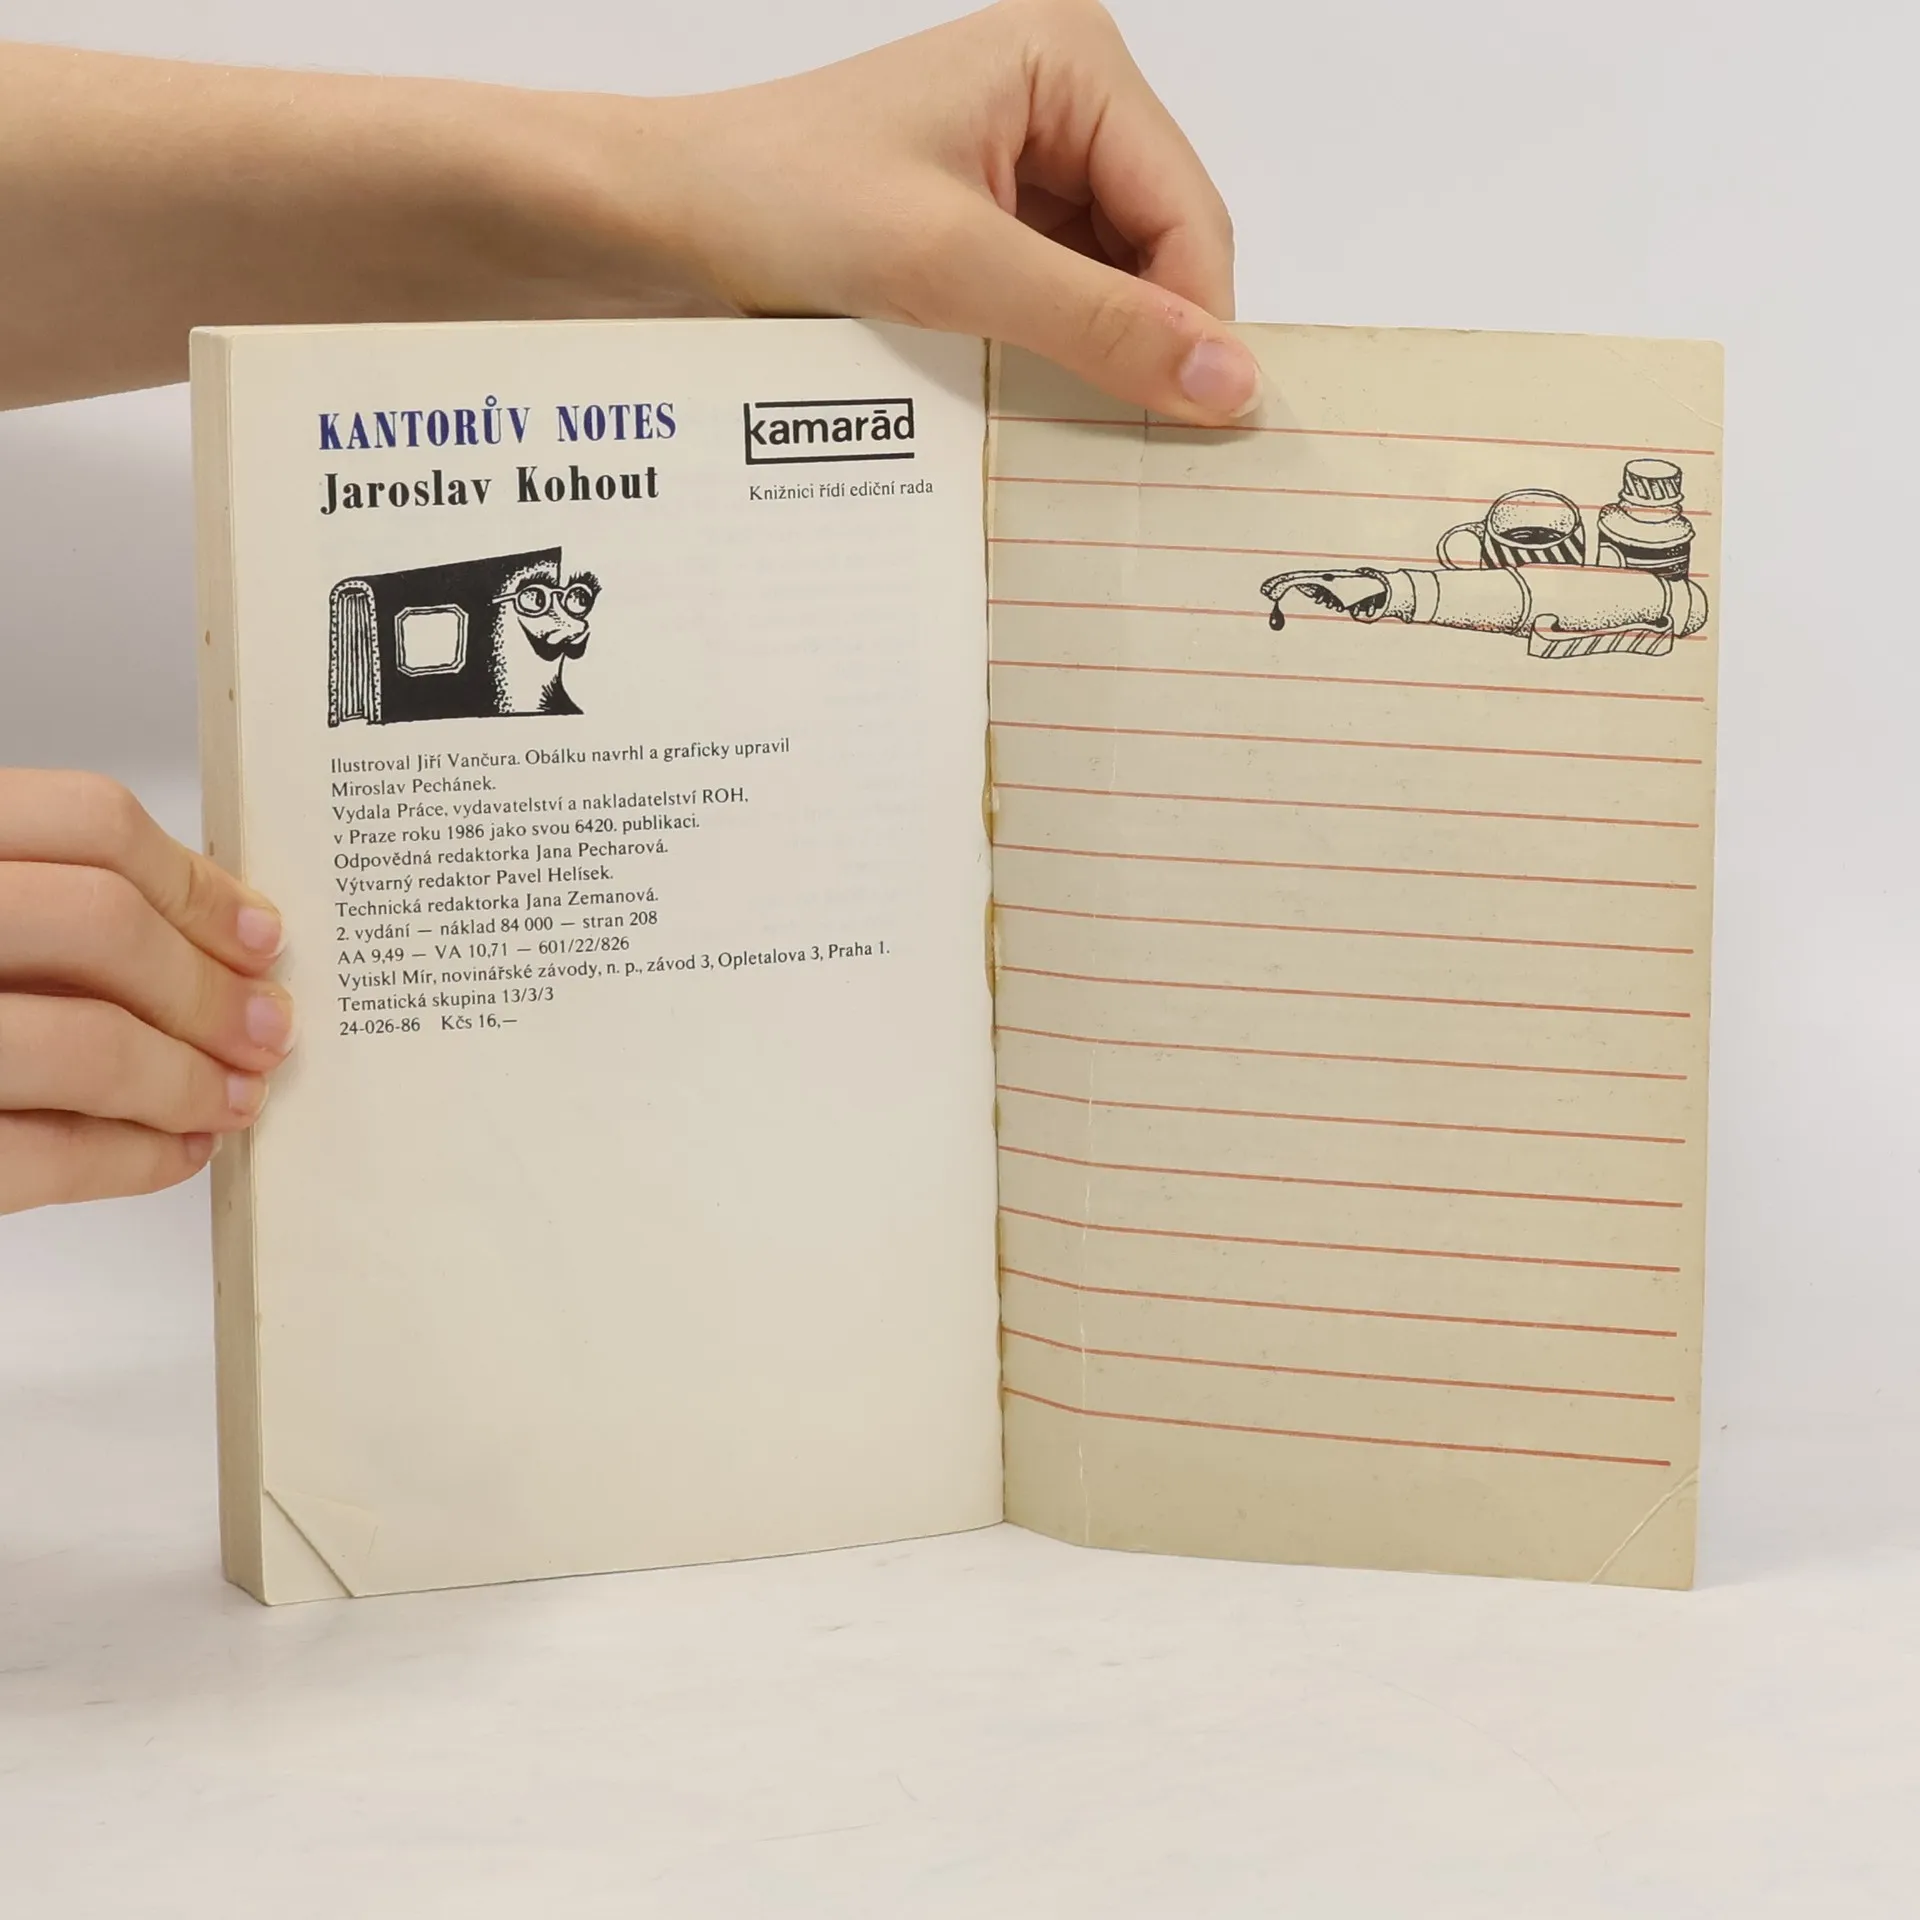 KANTORŮV NOTES
Jaroslav Kohout
kamarād
Knižnici řídí ediční rada
Ilustroval Jiří Vančura. Obálku navrhl a graficky upravil
Miroslav Pechánek.
Vydala Práce, vydavatelství a nakladatelství ROH,
v Praze roku 1986 jako svou 6420. publikaci.
Odpovědná redaktorka Jana Pecharová.
Výtvarný redaktor Pavel Helísek.
Technická redaktorka Jana Zemanová.
2. vydání — náklad 84 000 — stran 208
AA 9,49 — VA 10,71 — 601/22/826
Vytiskl Mír, novinářské závody, n. p., závod 3, Opletalova 3, Praha 1.
Tematická skupina 13/3/3
24-026-86 Kčs 16,—